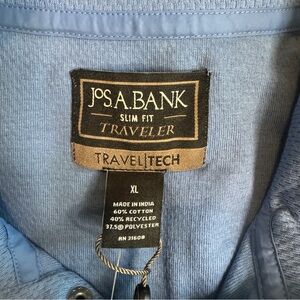 JOS.A.BANK
SLIM FIT
TRAVELER
TRAVEL|TECH
XL
MADE IN INDIA
60% COTTON
40% RECYCLED
37.5® POLYESTER
RN 31608